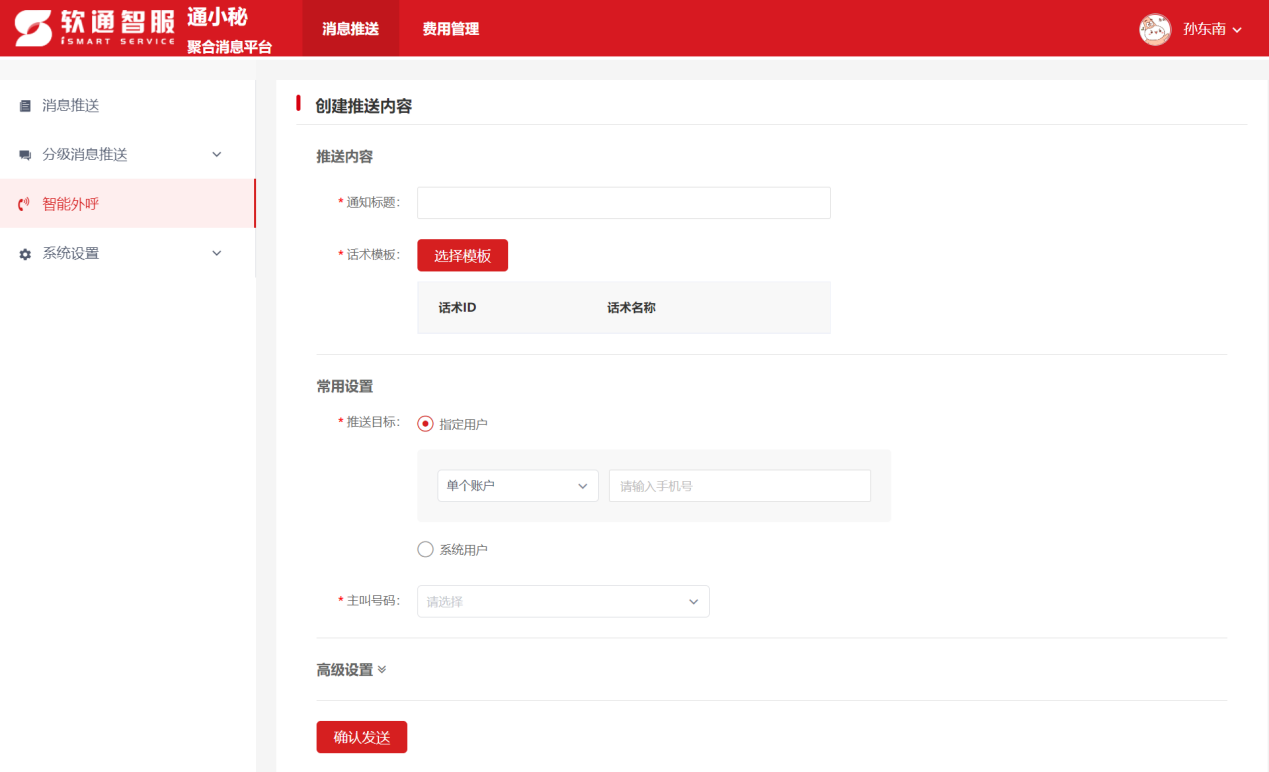 软通智服 通小秘
iSMART SERVICE 聚合消息平台
消息推送 费用管理 孙东南
消息推送
分级消息推送
智能外呼
系统设置
创建推送内容
推送内容
* 通知标题:
* 话术模板: 选择模板
话术ID 话术名称
常用设置
* 推送目标: 指定用户
单个账户 请输入手机号
系统用户
* 主叫号码: 请选择
高级设置
确认发送